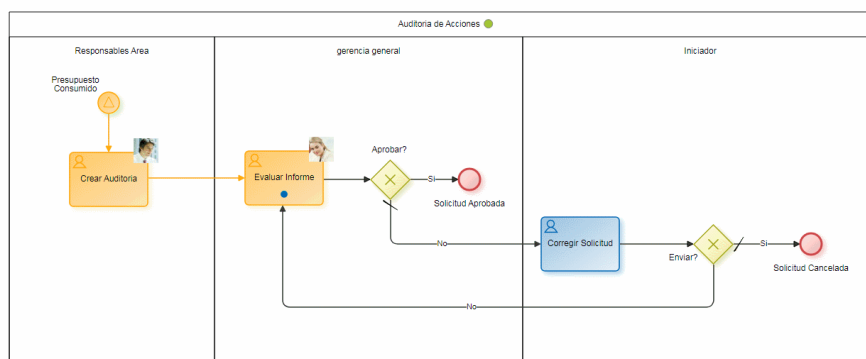 Auditoria de Acciones
Responsables Area
gerencia general
Iniciador
Presupuesto
Consumido
Crear Auditoria
Evaluar Informe
Aprobar?
Si
Solicitud Aprobada
No
Corregir Solicitud
Enviar?
Si
Solicitud Cancelada
No